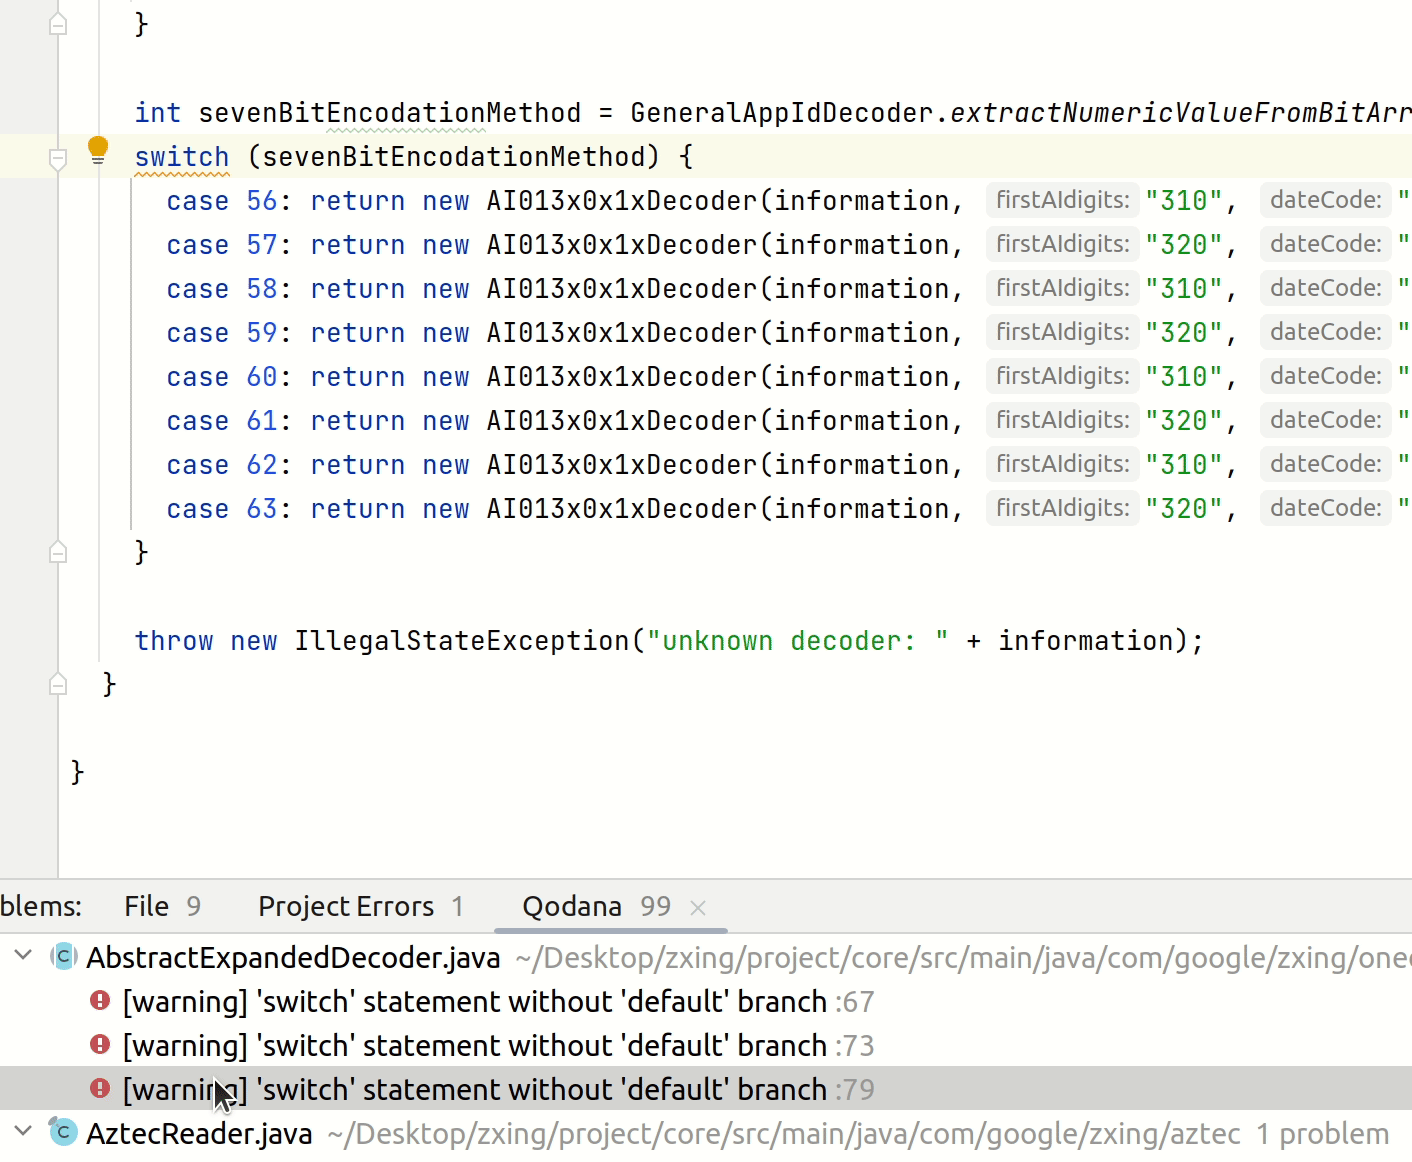 }
int sevenBitEncodationMethod = GeneralAppIdDecoder.extractNumericValueFromBitArr
switch (sevenBitEncodationMethod) {
case 56: return new AI013x0x1xDecoder(information, firstAIdigits: "310", dateCode: "
case 57: return new AI013x0x1xDecoder(information, firstAIdigits: "320", dateCode: "
case 58: return new AI013x0x1xDecoder(information, firstAIdigits: "310", dateCode: "
case 59: return new AI013x0x1xDecoder(information, firstAIdigits: "320", dateCode: "
case 60: return new AI013x0x1xDecoder(information, firstAIdigits: "310", dateCode: "
case 61: return new AI013x0x1xDecoder(information, firstAIdigits: "320", dateCode: "
case 62: return new AI013x0x1xDecoder(information, firstAIdigits: "310", dateCode: "
case 63: return new AI013x0x1xDecoder(information, firstAIdigits: "320", dateCode: "
}
throw new IllegalStateException("unknown decoder: " + information);
}
}
blems: File 9 Project Errors 1 Qodana 99
AbstractExpandedDecoder.java ~/Desktop/zxing/project/core/src/main/java/com/google/zxing/oned
[warning] 'switch' statement without 'default' branch :67
[warning] 'switch' statement without 'default' branch :73
[warning] 'switch' statement without 'default' branch :79
AztecReader.java ~/Desktop/zxing/project/core/src/main/java/com/google/zxing/aztec 1 problem